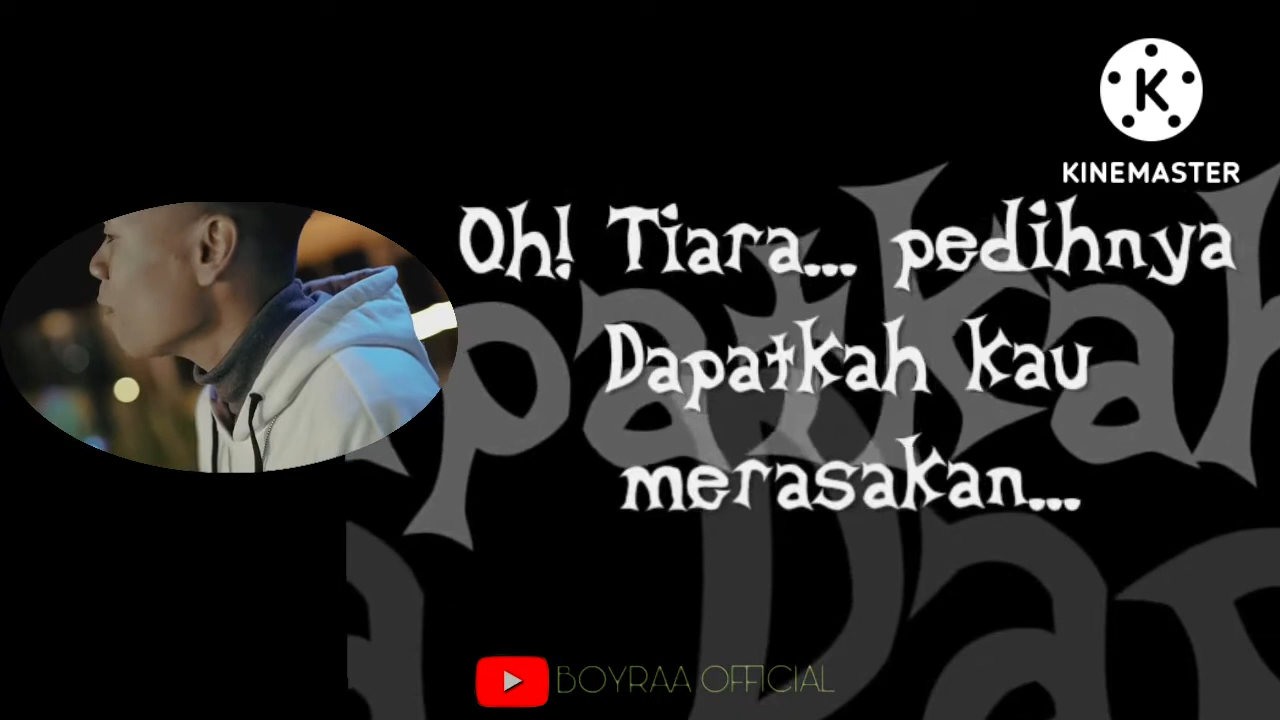 K
KINEMASTER
Oh! Tiara... pedihnya
Dapatkah kau
merasakan...
BOYRAA OFFICIAL